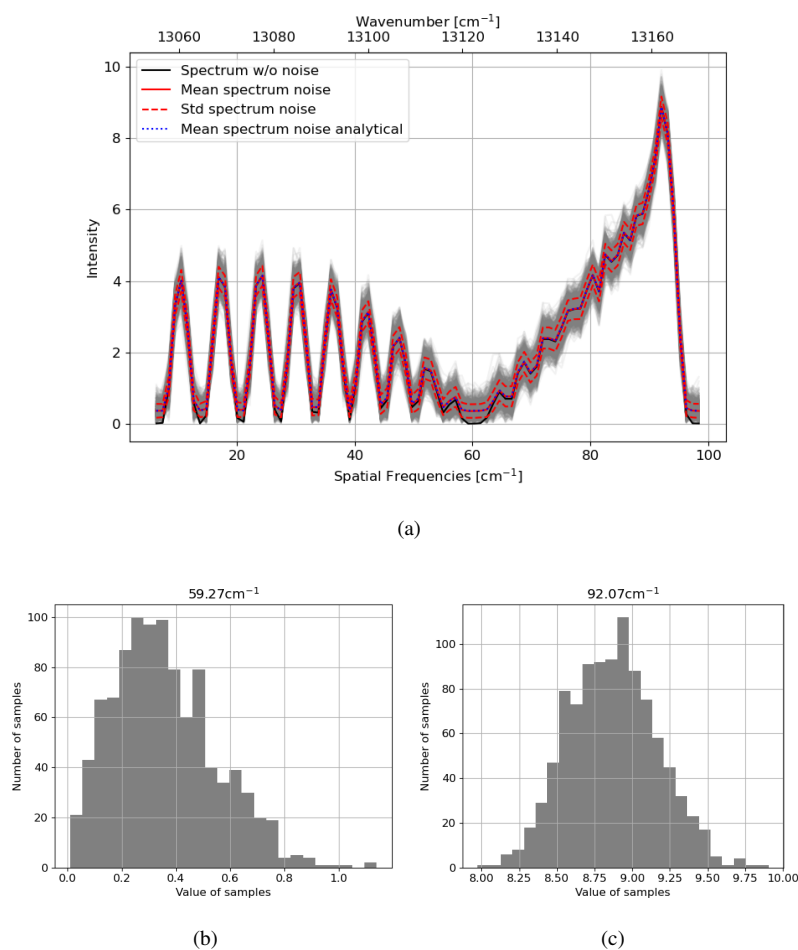 Wavenumber [cm⁻¹]
13060 13080 13100 13120 13140 13160
10
8
6
4
2
0
Intensity
Spectrum w/o noise
Mean spectrum noise
Std spectrum noise
Mean spectrum noise analytical
20 40 60 80 100
Spatial Frequencies [cm⁻¹]
(a)
59.27cm⁻¹
100
80
60
40
20
0
Number of samples
0.0 0.2 0.4 0.6 0.8 1.0
Value of samples
(b)
92.07cm⁻¹
100
80
60
40
20
0
Number of samples
8.00 8.25 8.50 8.75 9.00 9.25 9.50 9.75 10.00
Value of samples
(c)